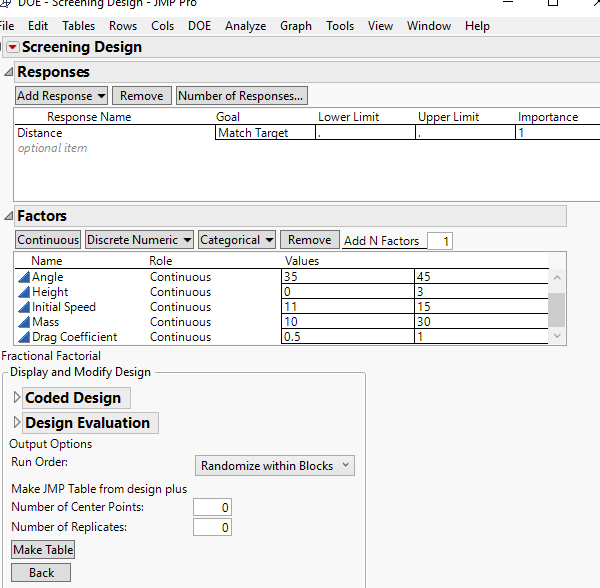 DOE - Screening Design - JMP Pro
File Edit Tables Rows Cols DOE Analyze Graph Tools View Window Help
Screening Design
Responses
Add Response Remove Number of Responses...
Response Name Goal Lower Limit Upper Limit Importance
Distance Match Target . . 1
optional item
Factors
Continuous Discrete Numeric Categorical Remove Add N Factors 1
Name Role Values
Angle Continuous 35 45
Height Continuous 0 3
Initial Speed Continuous 11 15
Mass Continuous 10 30
Drag Coefficient Continuous 0.5 1
Fractional Factorial
Display and Modify Design
Coded Design
Design Evaluation
Output Options
Run Order: Randomize within Blocks
Make JMP Table from design plus
Number of Center Points: 0
Number of Replicates: 0
Make Table
Back